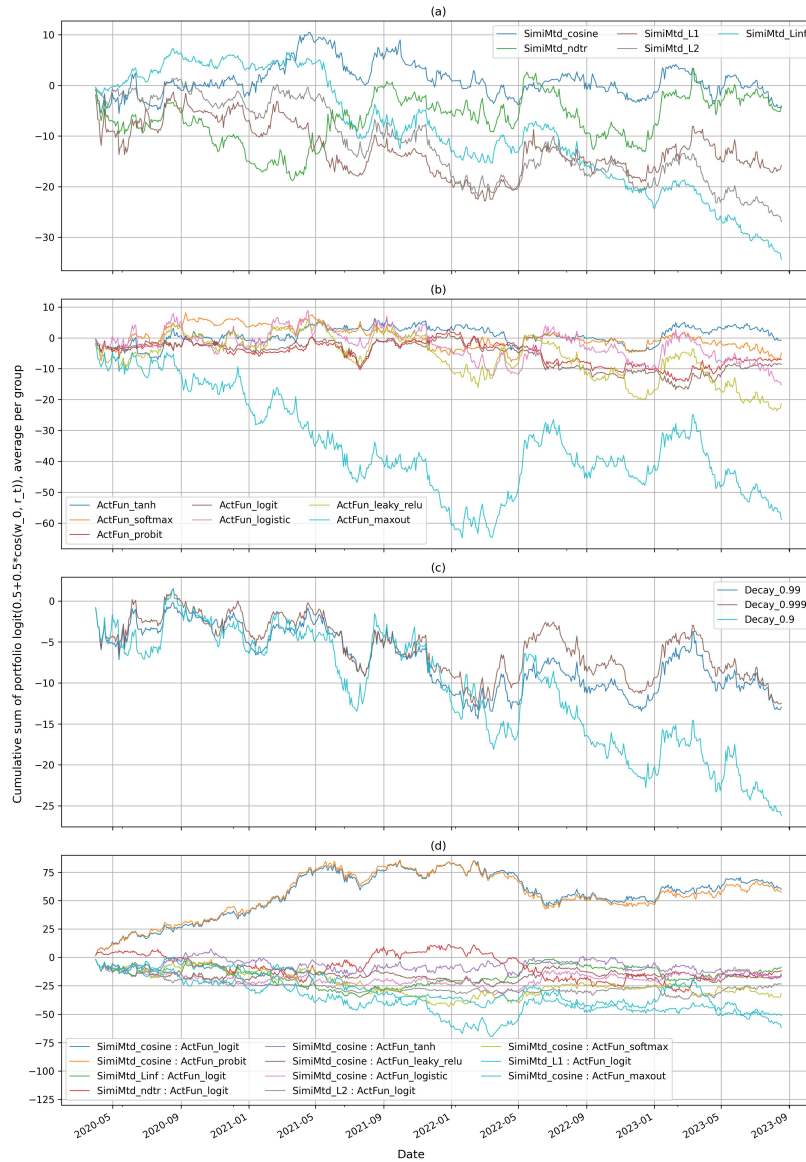 (a)
10
0
−10
−20
−30
SimiMtd_cosine
SimiMtd_ndtr
SimiMtd_L1
SimiMtd_L2
SimiMtd_Linf
(b)
10
0
−10
−20
−30
−40
−50
−60
ActFun_tanh
ActFun_softmax
ActFun_probit
ActFun_logit
ActFun_logistic
ActFun_leaky_relu
ActFun_maxout
Cumulative sum of portfolio logit(0.5+0.5*cos(w_0, r_t)), average per group
(c)
0
−5
−10
−15
−20
−25
Decay_0.99
Decay_0.999
Decay_0.9
(d)
75
50
25
0
−25
−50
−75
−100
−125
SimiMtd_cosine : ActFun_logit
SimiMtd_cosine : ActFun_probit
SimiMtd_Linf : ActFun_logit
SimiMtd_ndtr : ActFun_logit
SimiMtd_cosine : ActFun_tanh
SimiMtd_cosine : ActFun_leaky_relu
SimiMtd_cosine : ActFun_logistic
SimiMtd_L2 : ActFun_logit
SimiMtd_cosine : ActFun_softmax
SimiMtd_L1 : ActFun_logit
SimiMtd_cosine : ActFun_maxout
2020-05
2020-09
2021-01
2021-05
2021-09
2022-01
2022-05
2022-09
2023-01
2023-05
2023-09
Date